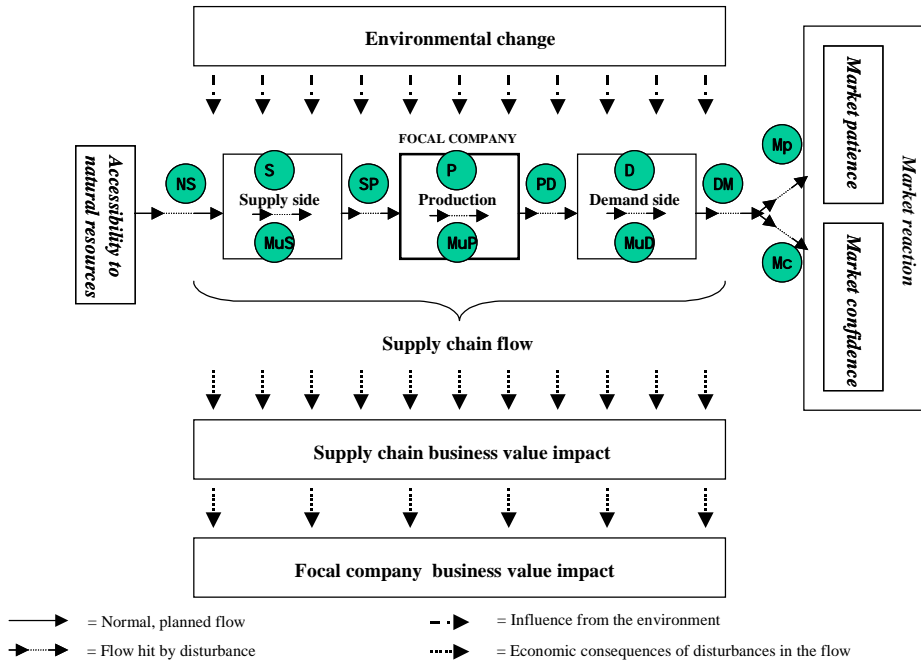 Environmental change
FOCAL COMPANY
Accessibility to
natural resources
NS
S
Supply side
MuS
SP
P
Production
MuP
PD
D
Demand side
MuD
DM
Mp
Mc
Market patience
Market confidence
Market reaction
Supply chain flow
Supply chain business value impact
Focal company business value impact
= Normal, planned flow
= Influence from the environment
= Flow hit by disturbance
= Economic consequences of disturbances in the flow